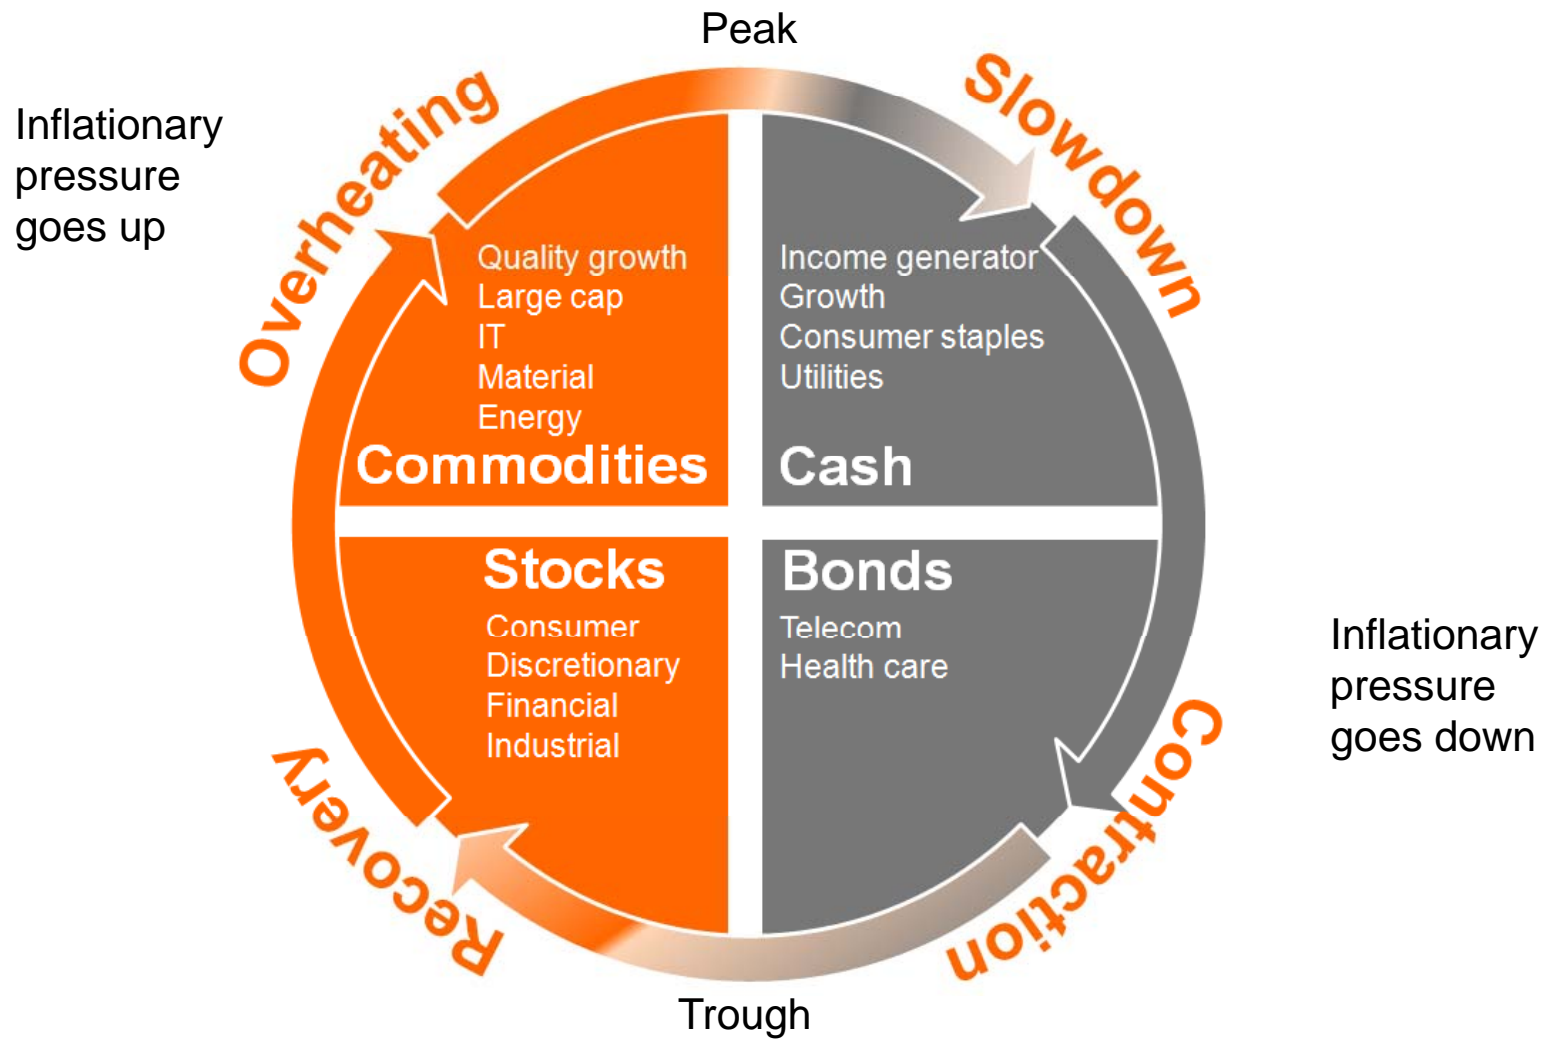 Peak
Overheating
Slowdown
Inflationary
pressure
goes up
Quality growth
Large cap
IT
Material
Energy
Commodities
Income generator
Growth
Consumer staples
Utilities
Cash
Stocks
Consumer
Discretionary
Financial
Industrial
Bonds
Telecom
Health care
Inflationary
pressure
goes down
Recovery
Contraction
Trough